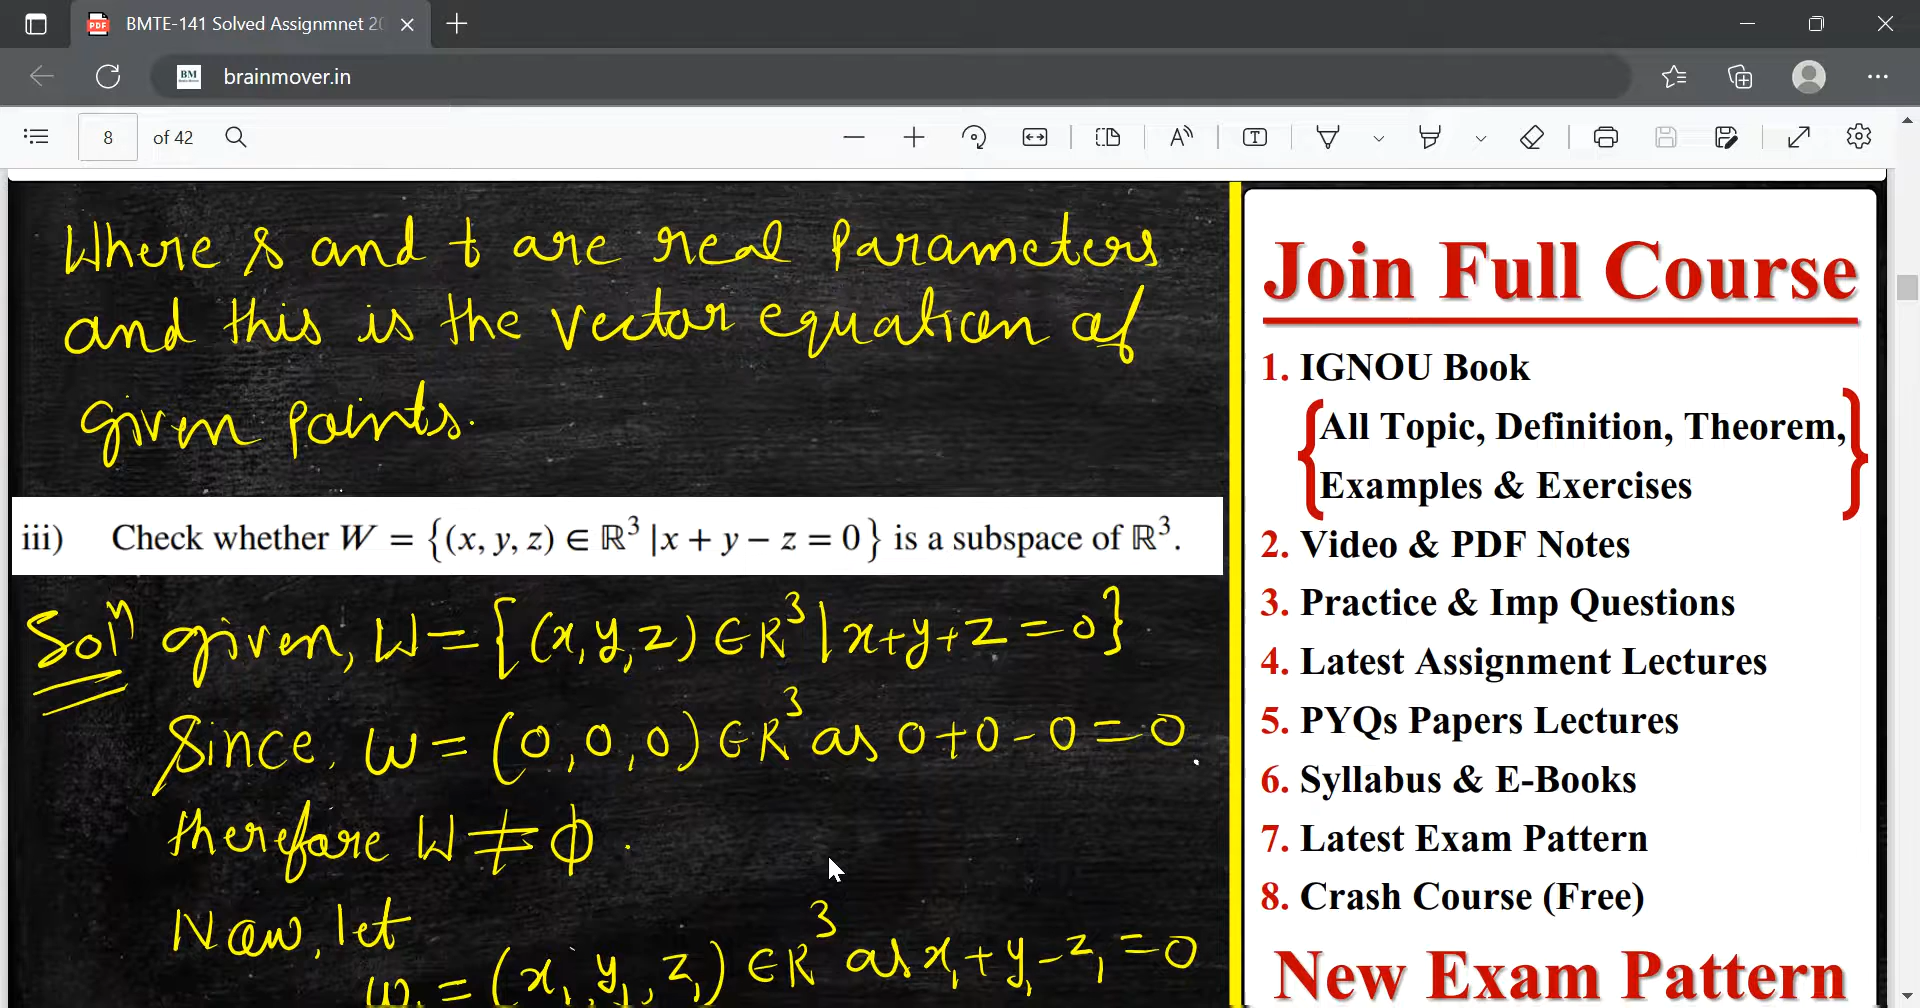 BMTE-141 Solved Assignmnet 20
brainmover.in
8 of 42
Where s and t are real Parameters
and this is the vector equation of
given points.
iii) Check whether W = {(x, y, z) ∈ ℝ³ |x + y − z = 0} is a subspace of ℝ³.
Solⁿ given, W = {(x, y, z) ∈ R³ | x+y+z = 0}
Since, w = (0, 0, 0) ∈ R³ as 0+0-0=0.
therefore W ≠ ϕ.
Now, let
w₁ = (x₁, y₁, z₁) ∈ R³ as x₁+y₁-z₁=0
Join Full Course
1. IGNOU Book
{All Topic, Definition, Theorem,
Examples & Exercises}
2. Video & PDF Notes
3. Practice & Imp Questions
4. Latest Assignment Lectures
5. PYQs Papers Lectures
6. Syllabus & E-Books
7. Latest Exam Pattern
8. Crash Course (Free)
New Exam Pattern